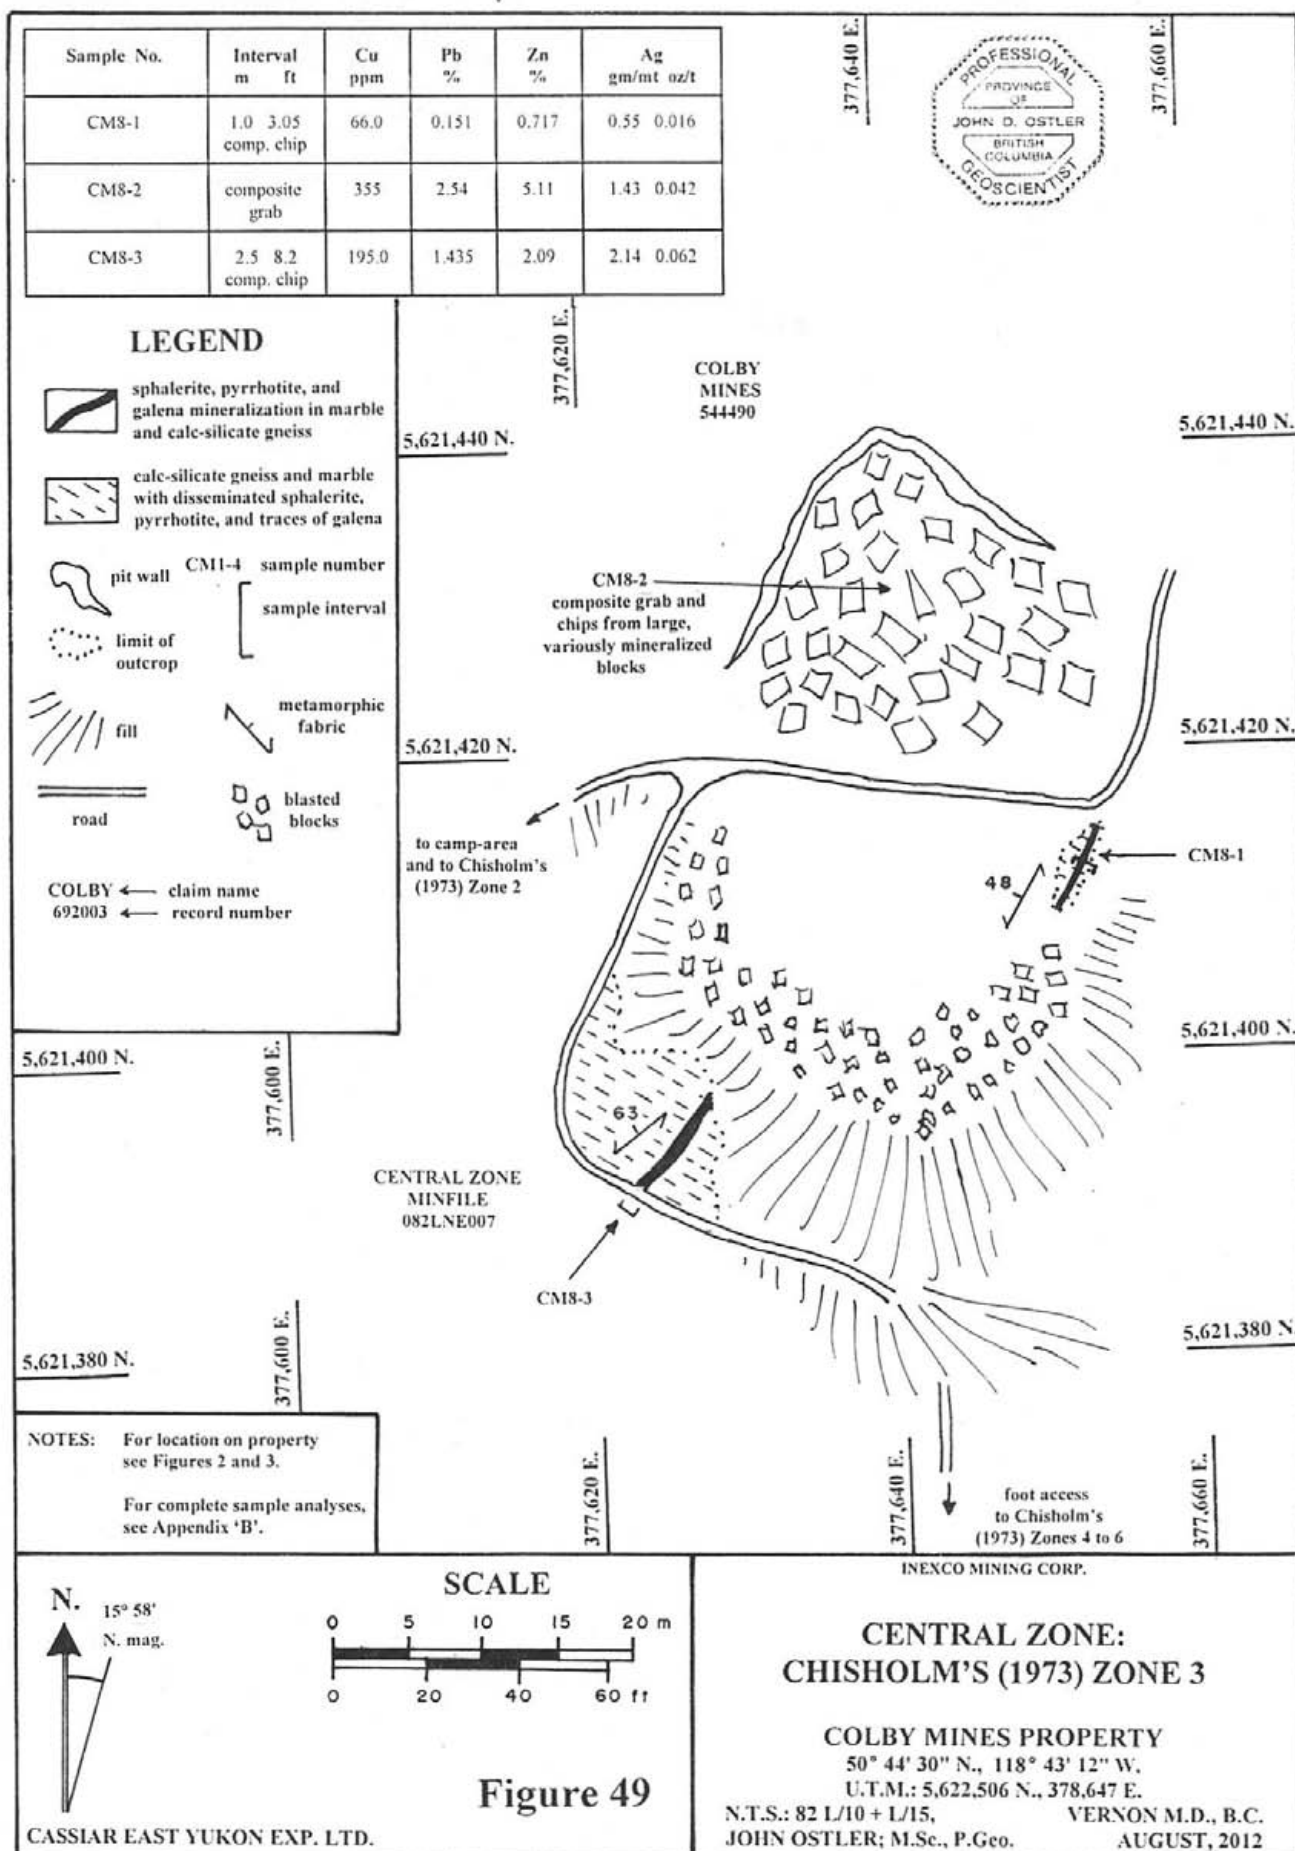 Sample No. Interval Cu Pb Zn Ag
m ft ppm % % gm/mt oz/t
CM8-1 1.0 3.05 66.0 0.151 0.717 0.55 0.016
comp. chip
CM8-2 composite 355 2.54 5.11 1.43 0.042
grab
CM8-3 2.5 8.2 195.0 1.435 2.09 2.14 0.062
comp. chip
377,640 E.
377,660 E.
PROFESSIONAL
PROVINCE
OF
JOHN D. OSTLER
BRITISH
COLUMBIA
GEOSCIENTIST
LEGEND
sphalerite, pyrrhotite, and
galena mineralization in marble
and calc-silicate gneiss
calc-silicate gneiss and marble
with disseminated sphalerite,
pyrrhotite, and traces of galena
pit wall
CM1-4 sample number
sample interval
limit of
outcrop
fill
metamorphic
fabric
road
blasted
blocks
COLBY claim name
692003 record number
377,620 E.
COLBY
MINES
544490
5,621,440 N.
5,621,440 N.
CM8-2
composite grab and
chips from large,
variously mineralized
blocks
5,621,420 N.
5,621,420 N.
to camp-area
and to Chisholm's
(1973) Zone 2
CM8-1
48
5,621,400 N.
5,621,400 N.
377,600 E.
63
CENTRAL ZONE
MINFILE
082LNE007
CM8-3
5,621,380 N.
5,621,380 N.
377,600 E.
NOTES: For location on property
see Figures 2 and 3.
For complete sample analyses,
see Appendix ‘B’.
377,620 E.
377,640 E.
377,660 E.
foot access
to Chisholm's
(1973) Zones 4 to 6
N.
15° 58'
N. mag.
SCALE
0 5 10 15 20 m
0 20 40 60 ft
Figure 49
CASSIAR EAST YUKON EXP. LTD.
INEXCO MINING CORP.
CENTRAL ZONE:
CHISHOLM'S (1973) ZONE 3
COLBY MINES PROPERTY
50° 44' 30" N., 118° 43' 12" W.
U.T.M.: 5,622,506 N., 378,647 E.
N.T.S.: 82 L/10 + L/15, VERNON M.D., B.C.
JOHN OSTLER; M.Sc., P.Geo. AUGUST, 2012